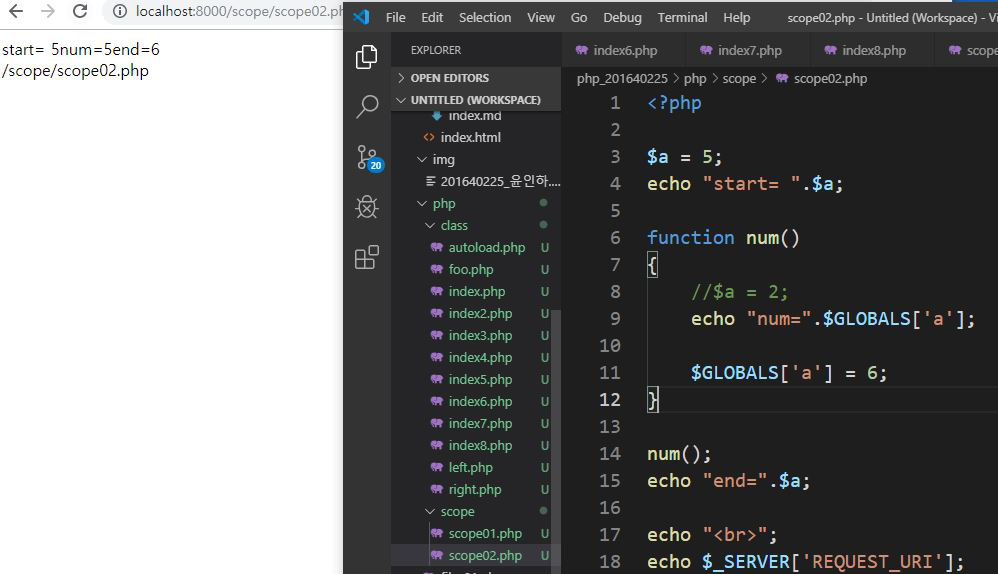 localhost:8000/scope/scope02.ph
start= 5num=5end=6
/scope/scope02.php
File Edit Selection View Go Debug Terminal Help
scope02.php - Untitled (Workspace) - Vi
EXPLORER
OPEN EDITORS
UNTITLED (WORKSPACE)
index.md
index.html
img
201640225_윤인하....
php
class
autoload.php U
foo.php U
index.php U
index2.php U
index3.php U
index4.php U
index5.php U
index6.php U
index7.php U
index8.php U
left.php U
right.php U
scope
scope01.php U
scope02.php U
20
index6.php index7.php index8.php scope
php_201640225 > php > scope > scope02.php
1 <?php
2
3 $a = 5;
4 echo "start= ".$a;
5
6 function num()
7 {
8 //$a = 2;
9 echo "num=".$GLOBALS['a'];
10
11 $GLOBALS['a'] = 6;
12 }
13
14 num();
15 echo "end=".$a;
16
17 echo "<br>";
18 echo $_SERVER['REQUEST_URI'];